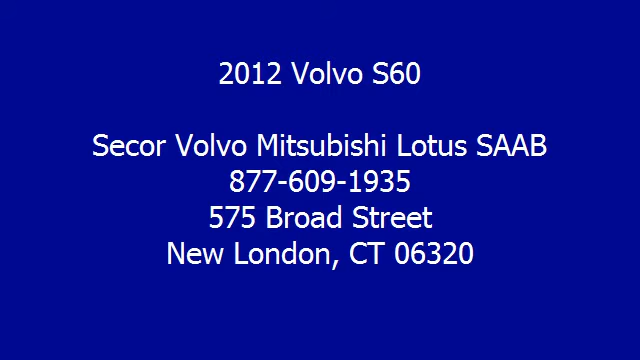 2012 Volvo S60
Secor Volvo Mitsubishi Lotus SAAB
877-609-1935
575 Broad Street
New London, CT 06320